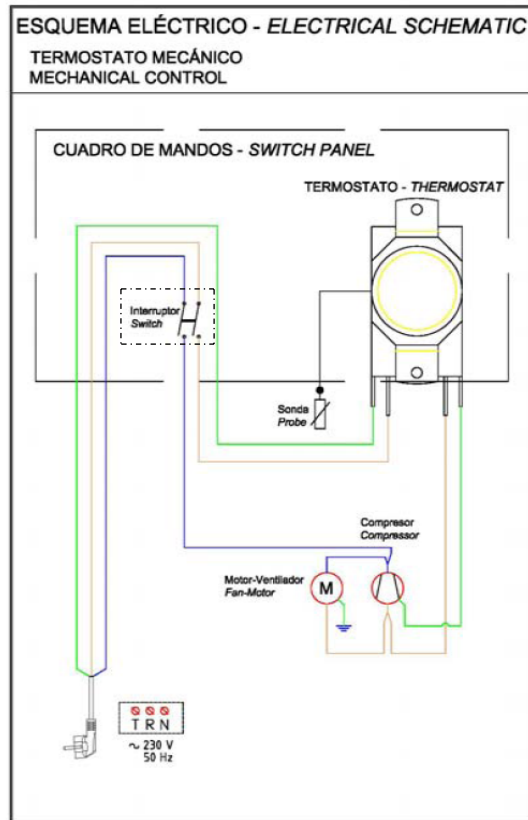 ESQUEMA ELÉCTRICO - ELECTRICAL SCHEMATIC
TERMOSTATO MECÁNICO
MECHANICAL CONTROL
CUADRO DE MANDOS - SWITCH PANEL
TERMOSTATO - THERMOSTAT
Interruptor
Switch
Sonda
Probe
Compresor
Compressor
Motor-Ventilador
Fan-Motor
M
T R N
~ 230 V
50 Hz